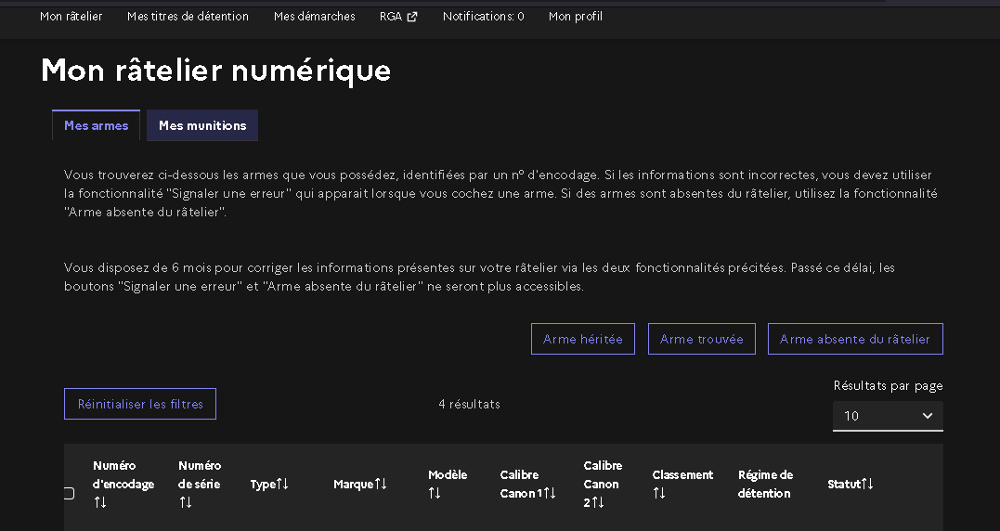 Mon râtelier Mes titres de détention Mes démarches RGA Notifications: 0 Mon profil
Mon râtelier numérique
Mes armes Mes munitions
Vous trouverez ci-dessous les armes que vous possédez, identifiées par un n° d'encodage. Si les informations sont incorrectes, vous devez utiliser
la fonctionnalité "Signaler une erreur" qui apparait lorsque vous cochez une arme. Si des armes sont absentes du râtelier, utilisez la fonctionnalité
"Arme absente du râtelier".
Vous disposez de 6 mois pour corriger les informations présentes sur votre râtelier via les deux fonctionnalités précitées. Passé ce délai, les
boutons "Signaler une erreur" et "Arme absente du râtelier" ne seront plus accessibles.
Arme héritée Arme trouvée Arme absente du râtelier
Résultats par page
Réinitialiser les filtres 4 résultats 10
Numéro d'encodage ↑↓
Numéro de série ↑↓
Type↑↓
Marque↑↓
Modèle ↑↓
Calibre Canon 1↑↓
Calibre Canon 2↑↓
Classement ↑↓
Régime de détention
Statut↑↓